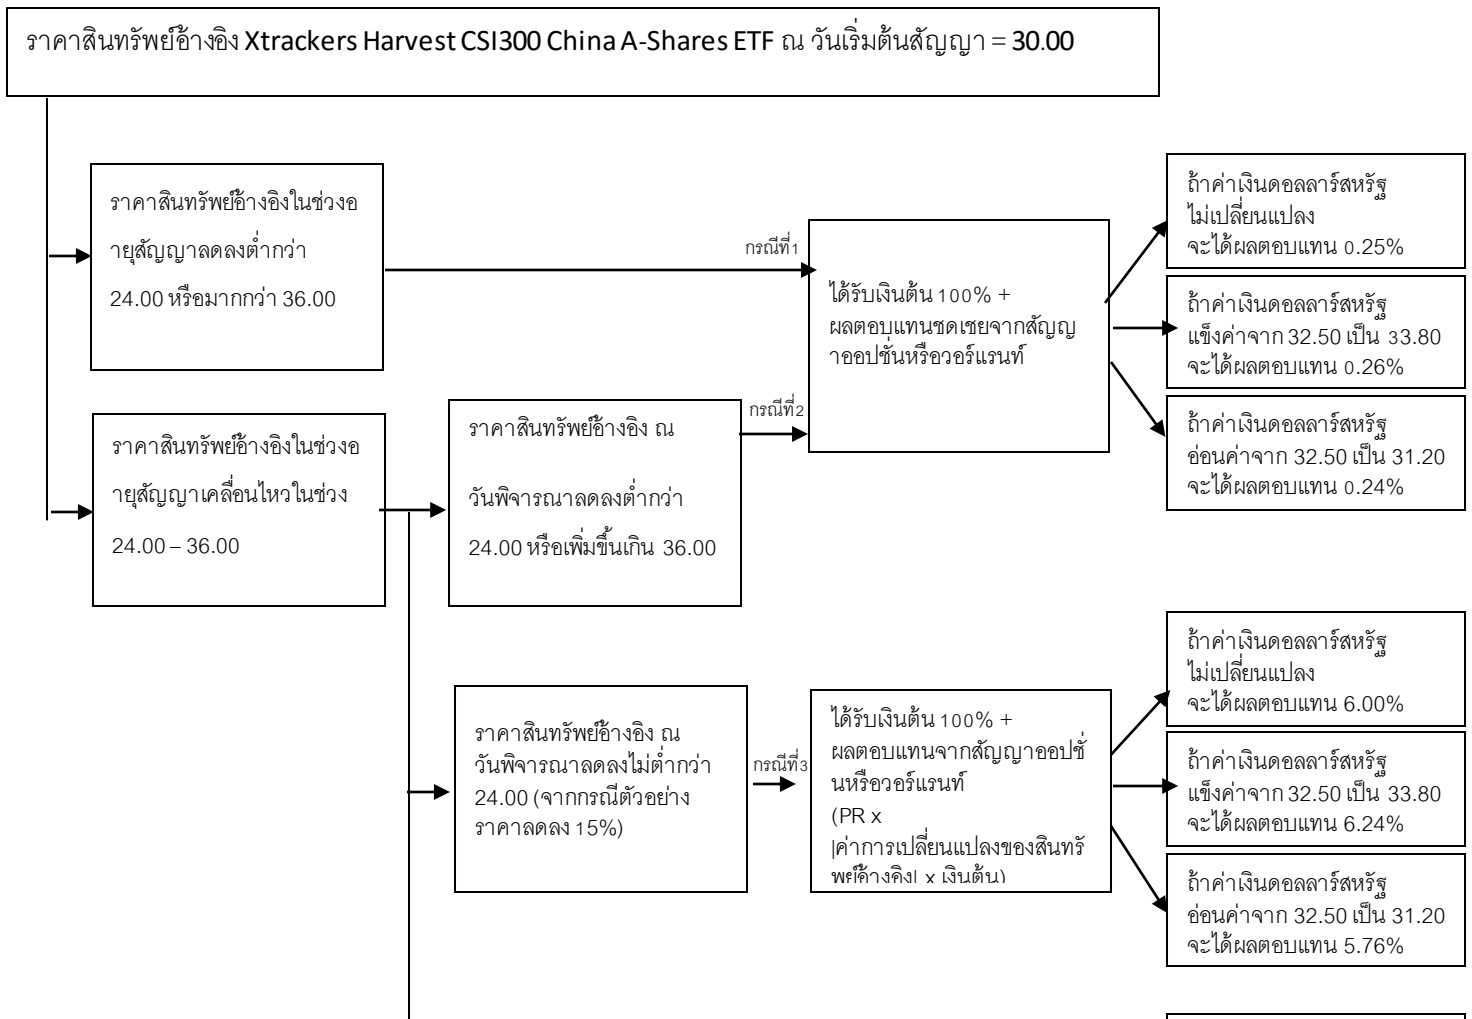 ราคาสินทรัพย์อ้างอิง Xtrackers Harvest CSI300 China A-Shares ETF ณ วันเริ่มต้นสัญญา = 30.00
ราคาสินทรัพย์อ้างอิงในช่วงอ
ายุสัญญาลดลงต่ำกว่า
24.00 หรือมากกว่า 36.00
กรณีที่1
ได้รับเงินต้น 100% +
ผลตอบแทนชดเชยจากสัญญ
าออปชั่นหรือวอร์แรนท์
ถ้าค่าเงินดอลลาร์สหรัฐ
ไม่เปลี่ยนแปลง
จะได้ผลตอบแทน 0.25%
ถ้าค่าเงินดอลลาร์สหรัฐ
แข็งค่าจาก 32.50 เป็น 33.80
จะได้ผลตอบแทน 0.26%
ถ้าค่าเงินดอลลาร์สหรัฐ
อ่อนค่าจาก 32.50 เป็น 31.20
จะได้ผลตอบแทน 0.24%
ราคาสินทรัพย์อ้างอิงในช่วงอ
ายุสัญญาเคลื่อนไหวในช่วง
24.00 – 36.00
ราคาสินทรัพย์อ้างอิง ณ
วันพิจารณาลดลงต่ำกว่า
24.00 หรือเพิ่มขึ้นเกิน 36.00
กรณีที่2
ราคาสินทรัพย์อ้างอิง ณ
วันพิจารณาลดลงไม่ต่ำกว่า
24.00 (จากกรณีตัวอย่าง
ราคาลดลง 15%)
กรณีที่3
ได้รับเงินต้น 100% +
ผลตอบแทนจากสัญญาออปชั่
นหรือวอร์แรนท์
(PR x
|ค่าการเปลี่ยนแปลงของสินทรั
พย์อ้างอิง| x เงินต้น)
ถ้าค่าเงินดอลลาร์สหรัฐ
ไม่เปลี่ยนแปลง
จะได้ผลตอบแทน 6.00%
ถ้าค่าเงินดอลลาร์สหรัฐ
แข็งค่าจาก 32.50 เป็น 33.80
จะได้ผลตอบแทน 6.24%
ถ้าค่าเงินดอลลาร์สหรัฐ
อ่อนค่าจาก 32.50 เป็น 31.20
จะได้ผลตอบแทน 5.76%